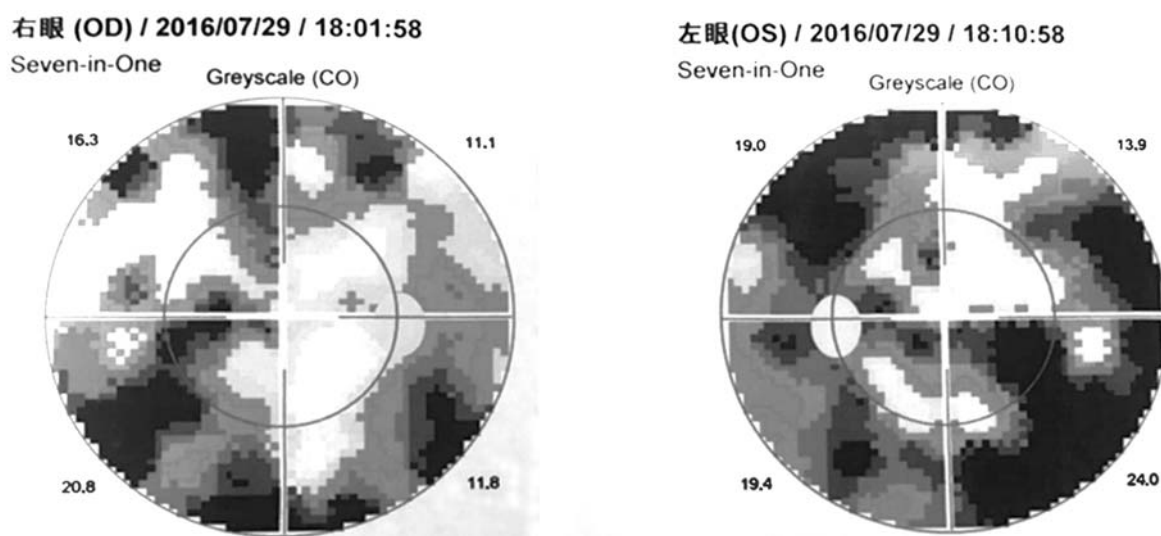 右眼 (OD) / 2016/07/29 / 18:01:58
Seven-in-One
Greyscale (CO)
16.3
11.1
20.8
11.8
左眼(OS) / 2016/07/29 / 18:10:58
Seven-in-One
Greyscale (CO)
19.0
13.9
19.4
24.0